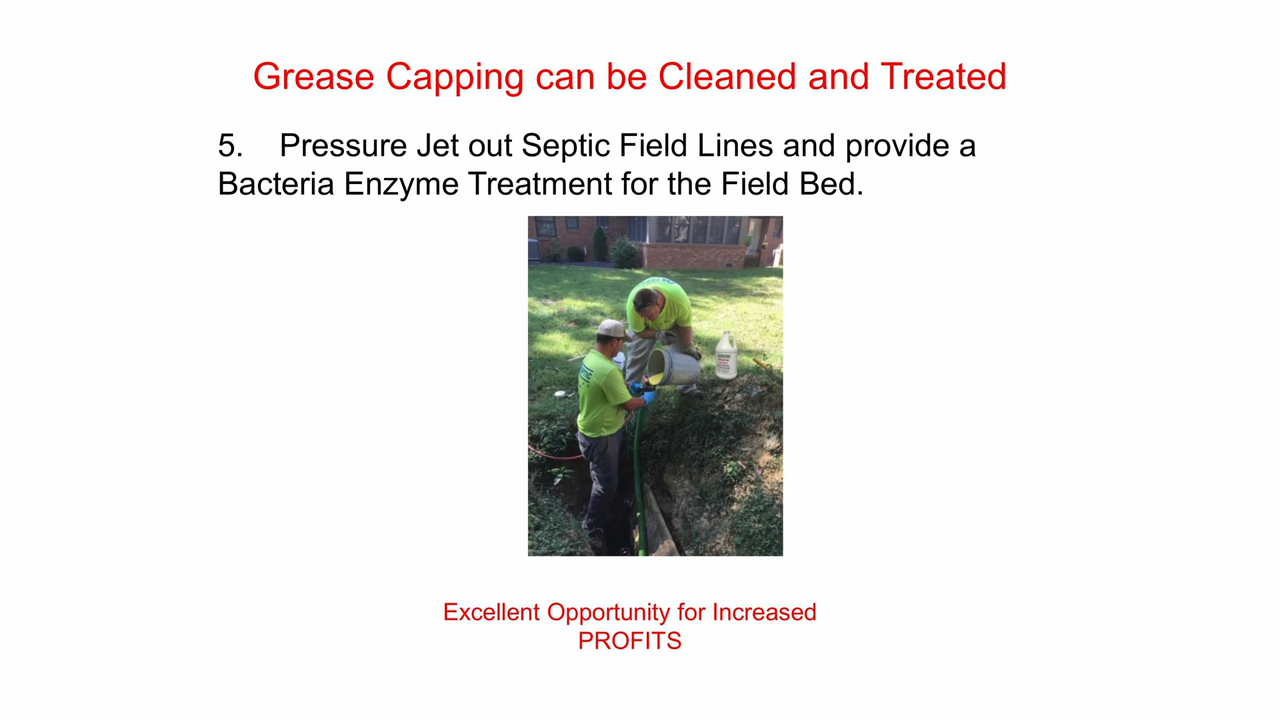 Grease Capping can be Cleaned and Treated
5. Pressure Jet out Septic Field Lines and provide a
Bacteria Enzyme Treatment for the Field Bed.
Excellent Opportunity for Increased
PROFITS